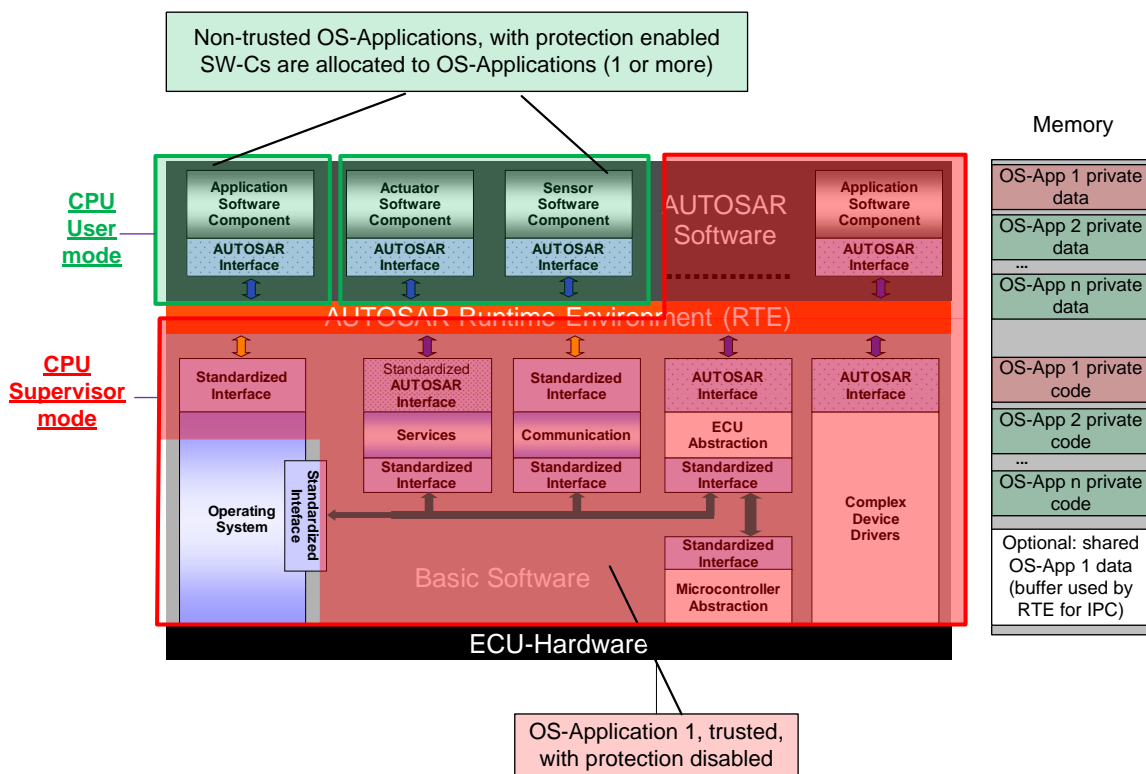 Non-trusted OS-Applications, with protection enabled
SW-Cs are allocated to OS-Applications (1 or more)
Memory
CPU
User
mode
Application
Software
Component
AUTOSAR
Interface
Actuator
Software
Component
AUTOSAR
Interface
Sensor
Software
Component
AUTOSAR
Interface
AUTOSAR
Software
Application
Software
Component
AUTOSAR
Interface
AUTOSAR Runtime Environment (RTE)
CPU
Supervisor
mode
Standardized
Interface
Operating
System
Standardized
Inteface
Standardized
AUTOSAR
Interface
Services
Standardized
Interface
Standardized
Interface
Communication
Standardized
Interface
AUTOSAR
Interface
ECU
Abstraction
Standardized
Interface
Standardized
Interface
Microcontroller
Abstraction
AUTOSAR
Interface
Complex
Device
Drivers
Basic Software
ECU-Hardware
OS-Application 1, trusted,
with protection disabled
OS-App 1 private
data
OS-App 2 private
data
...
OS-App n private
data
OS-App 1 private
code
OS-App 2 private
code
...
OS-App n private
code
Optional: shared
OS-App 1 data
(buffer used by
RTE for IPC)